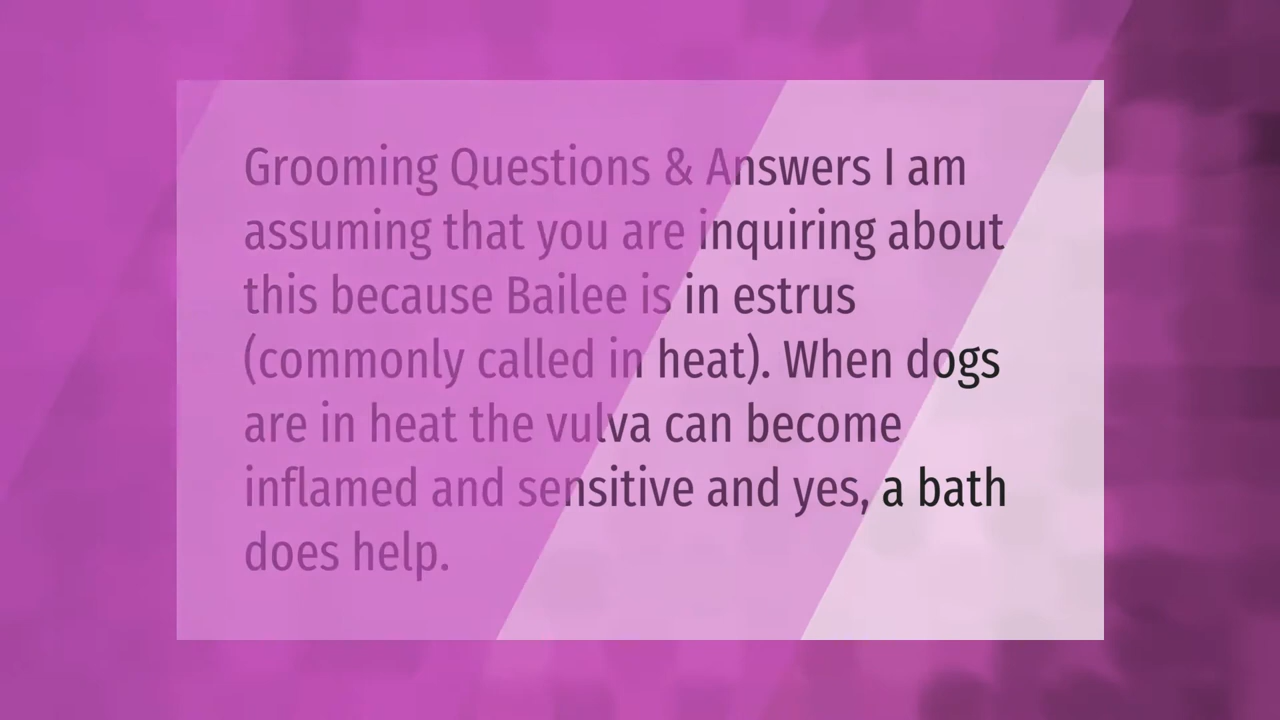 Grooming Questions & Answers I am
assuming that you are inquiring about
this because Bailee is in estrus
(commonly called in heat). When dogs
are in heat the vulva can become
inflamed and sensitive and yes, a bath
does help.